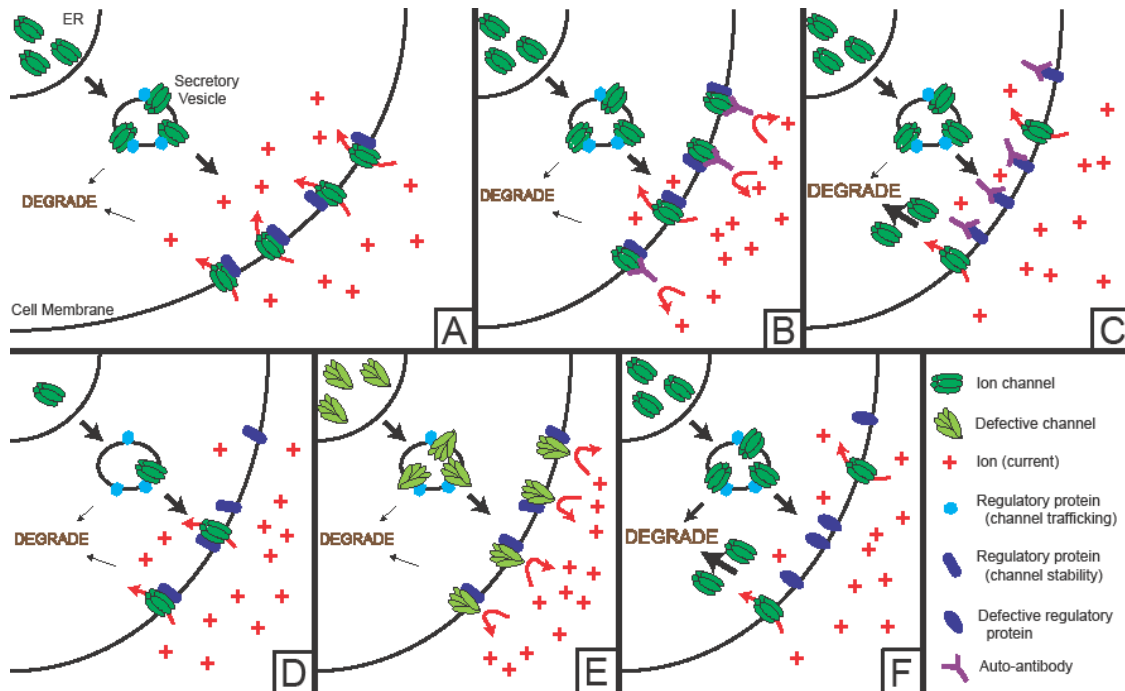 ER
Secretory
Vesicle
DEGRADE
Cell Membrane
A
DEGRADE
B
DEGRADE
C
DEGRADE
D
DEGRADE
E
DEGRADE
F
Ion channel
Defective channel
Ion (current)
Regulatory protein
(channel trafficking)
Regulatory protein
(channel stability)
Defective regulatory
protein
Auto-antibody